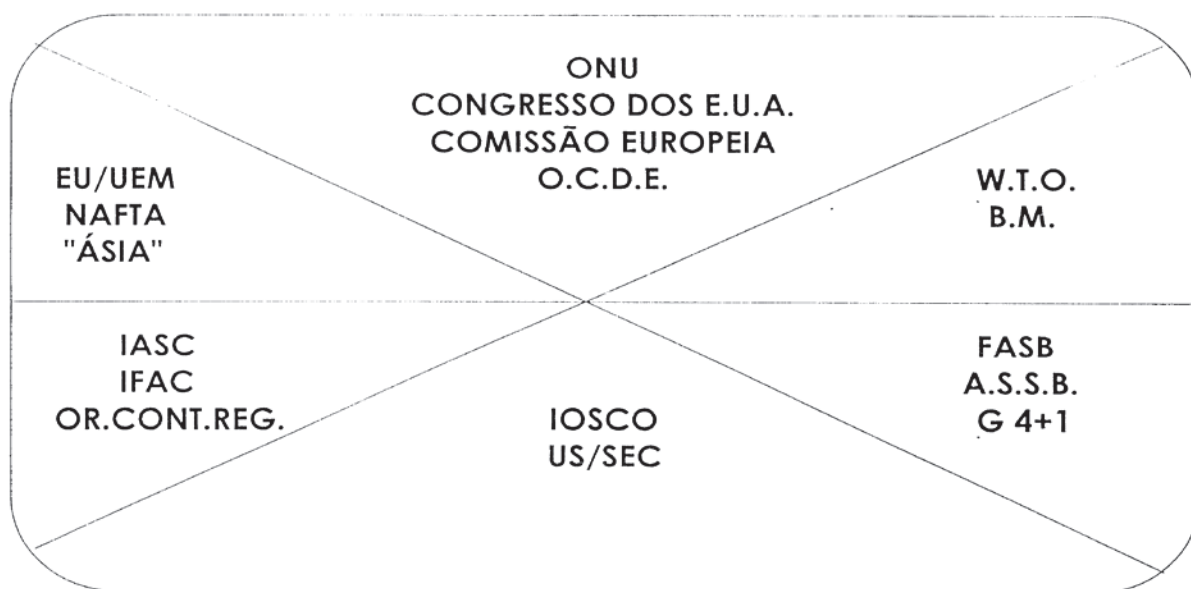 ONU
CONGRESSO DOS E.U.A.
COMISSÃO EUROPEIA
O.C.D.E.
EU/UEM
NAFTA
"ÁSIA"
W.T.O.
B.M.
IASC
IFAC
OR.CONT.REG.
IOSCO
US/SEC
FASB
A.S.S.B.
G 4+1